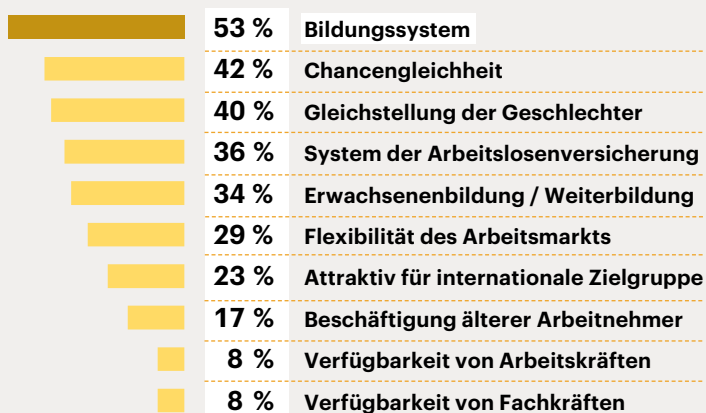 53 % Bildungssystem
42 % Chancengleichheit
40 % Gleichstellung der Geschlechter
36 % System der Arbeitslosenversicherung
34 % Erwachsenenbildung / Weiterbildung
29 % Flexibilität des Arbeitsmarkts
23 % Attraktiv für internationale Zielgruppe
17 % Beschäftigung älterer Arbeitnehmer
8 % Verfügbarkeit von Arbeitskräften
8 % Verfügbarkeit von Fachkräften